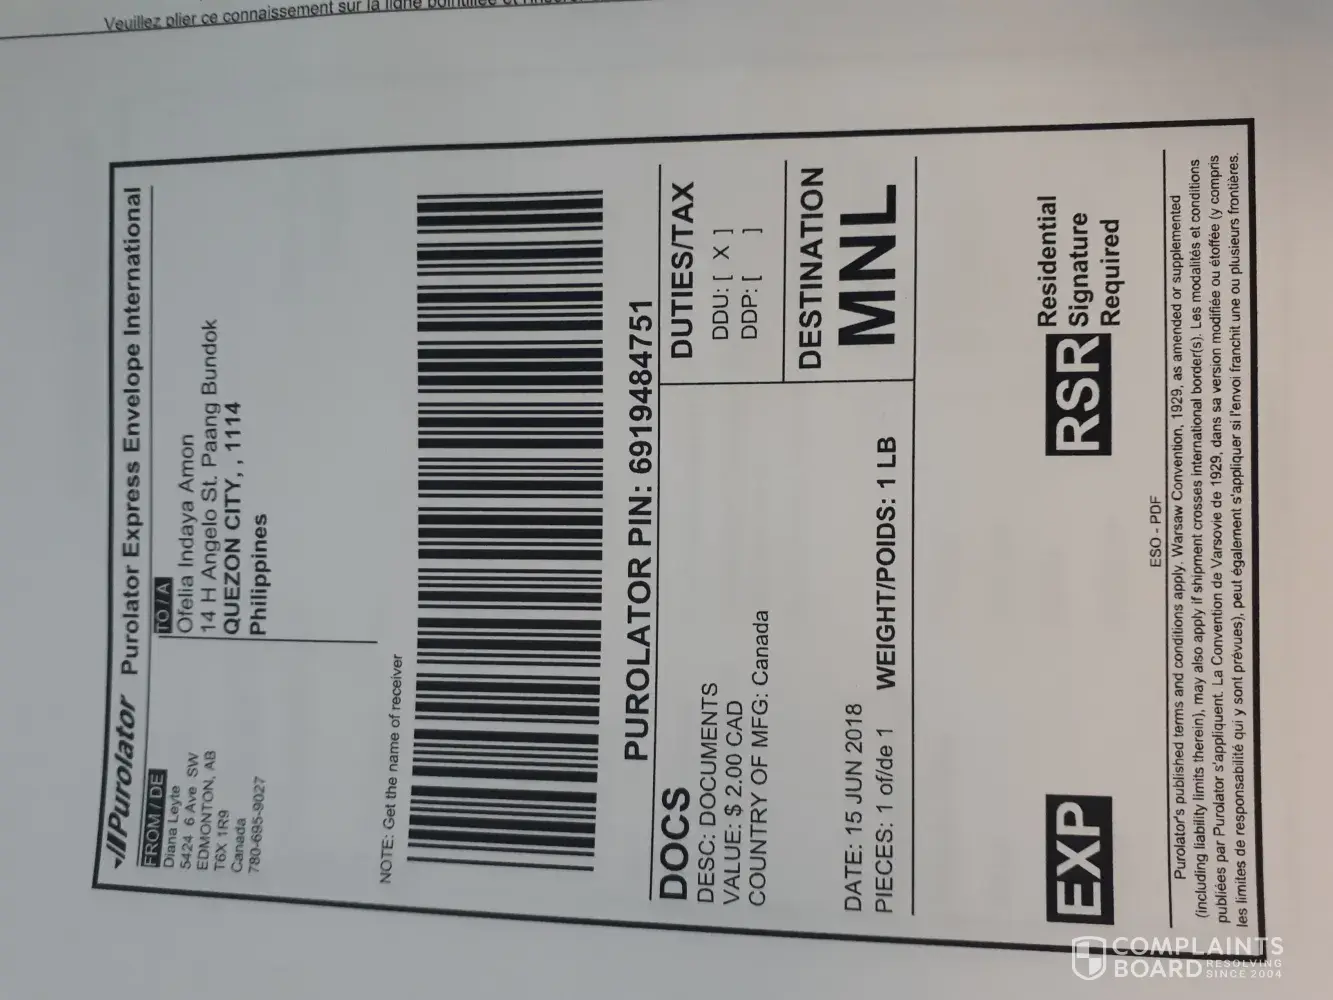 Veuillez plier ce connaissement sur la ligne pointillée et l'insérer
Purolator Purolator Express Envelope International
FROM / DE
Diana Leyte
5424 6 Ave SW
EDMONTON, AB
T6X 1R9
Canada
780-695-9027
TO / A
Ofelia Indaya Amon
14 H Angelo St. Paang Bundok
QUEZON CITY, , 1114
Philippines
NOTE: Get the name of receiver
PUROLATOR PIN: 691948484751
DOCS
DESC: DOCUMENTS
VALUE: $ 2.00 CAD
COUNTRY OF MFG: Canada
DUTIES/TAX
DDU: [ X ]
DDP: [ ]
DATE: 15 JUN 2018
PIECES: 1 of/de 1 WEIGHT/POIDS: 1 LB
DESTINATION
MNL
EXP
RSR Residential
Signature
Required
ESO - PDF
Purolator's published terms and conditions apply. Warsaw Convention, 1929, as amended or supplemented
(including liability limits therein), may also apply if shipment crosses international border(s). Les modalités et conditions
publiées par Purolator s'appliquent. La Convention de Varsovie de 1929, dans sa version modifiée ou étoffée (y compris
les limites de responsabilité qui y sont prévues), peut également s'appliquer si l'envoi franchit une ou plusieurs frontières.
COMPLAINTS
BOARD RESOLVING
SINCE 2004